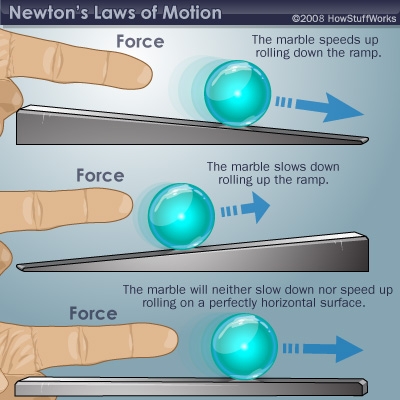 Newton's Laws of Motion
©2008 HowStuffWorks
Force
The marble speeds up
rolling down the ramp.
Force
The marble slows down
rolling up the ramp.
The marble will neither slow down nor speed up
rolling on a perfectly horizontal surface.
Force